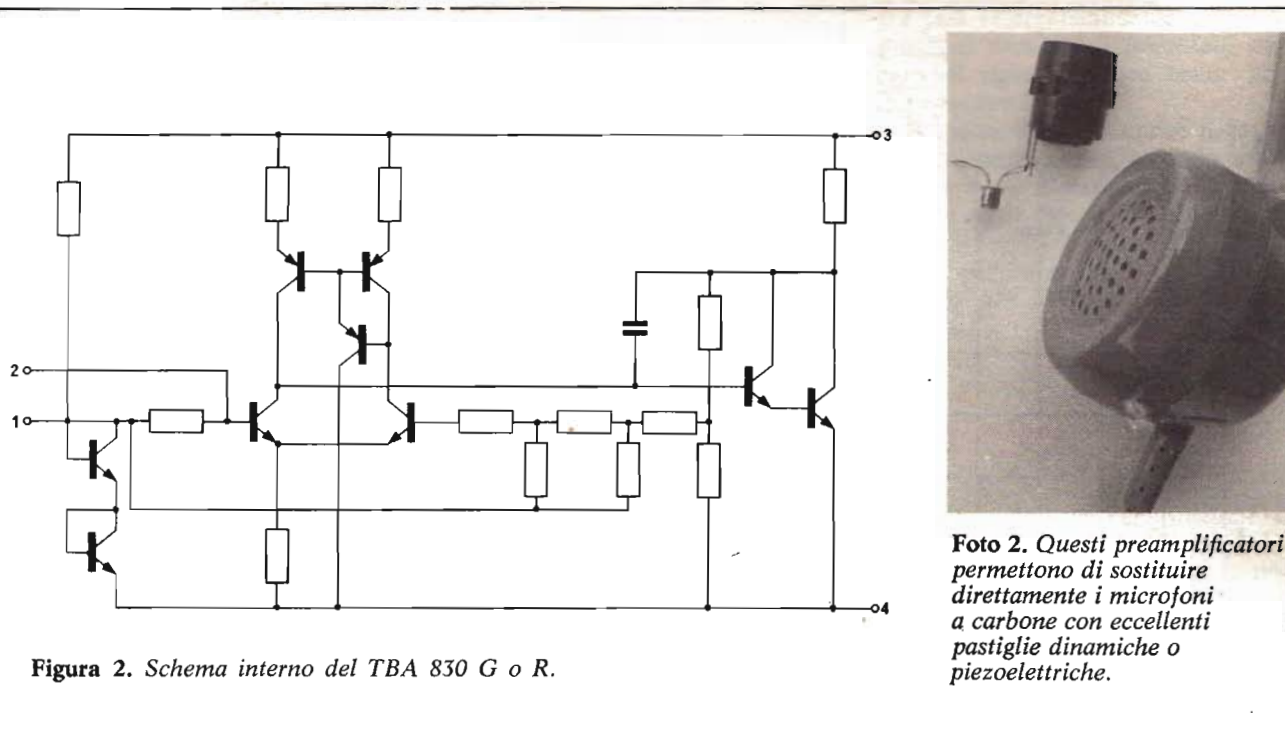 3
2
1
4
Figura 2. Schema interno del TBA 830 G o R.
Foto 2. Questi preamplificatori
permettono di sostituire
direttamente i microfoni
a carbone con eccellenti
pastiglie dinamiche o
piezoelettriche.